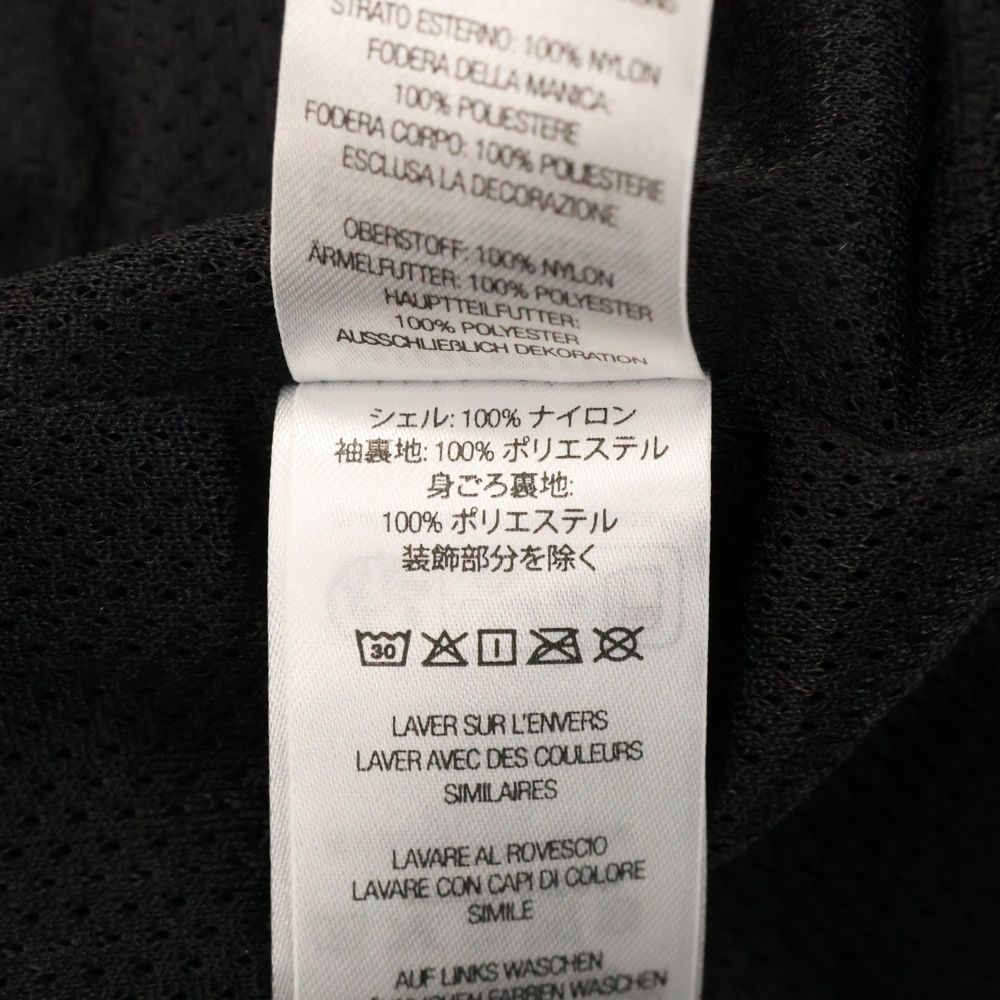 STRATO ESTERNO: 100% NYLON
FODERA DELLA MANICA:
100% POLIESTERE
FODERA CORPO: 100% POLIESTERE
ESCLUSA LA DECORAZIONE
OBERSTOFF: 100% NYLON
ÄRMELFUTTER: 100% POLYESTER
HAUPTTEILFUTTER:
100% POLYESTER
AUSSCHLIEßLICH DEKORATION
シェル: 100% ナイロン
袖裏地: 100% ポリエステル
身ごろ裏地:
100% ポリエステル
装飾部分を除く
30
LAVER SUR L'ENVERS
LAVER AVEC DES COULEURS
SIMILAIRES
LAVARE AL ROVESCIO
LAVARE CON CAPI DI COLORE
SIMILE
AUF LINKS WASCHEN
FARBEN WASCHEN